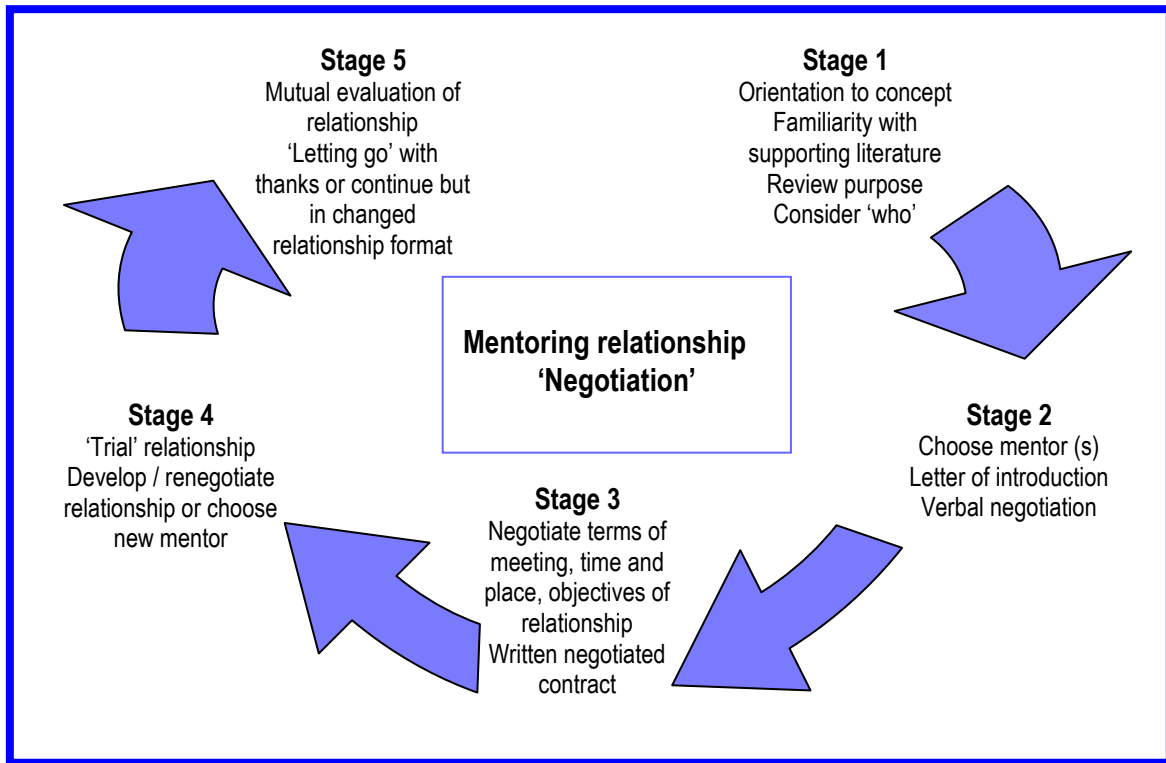 Stage 1
Orientation to concept
Familiarity with
supporting literature
Review purpose
Consider ‘who’
Stage 2
Choose mentor (s)
Letter of introduction
Verbal negotiation
Stage 3
Negotiate terms of
meeting, time and
place, objectives of
relationship
Written negotiated
contract
Stage 4
‘Trial’ relationship
Develop / renegotiate
relationship or choose
new mentor
Stage 5
Mutual evaluation of
relationship
‘Letting go’ with
thanks or continue but
in changed
relationship format
Mentoring relationship
‘Negotiation’